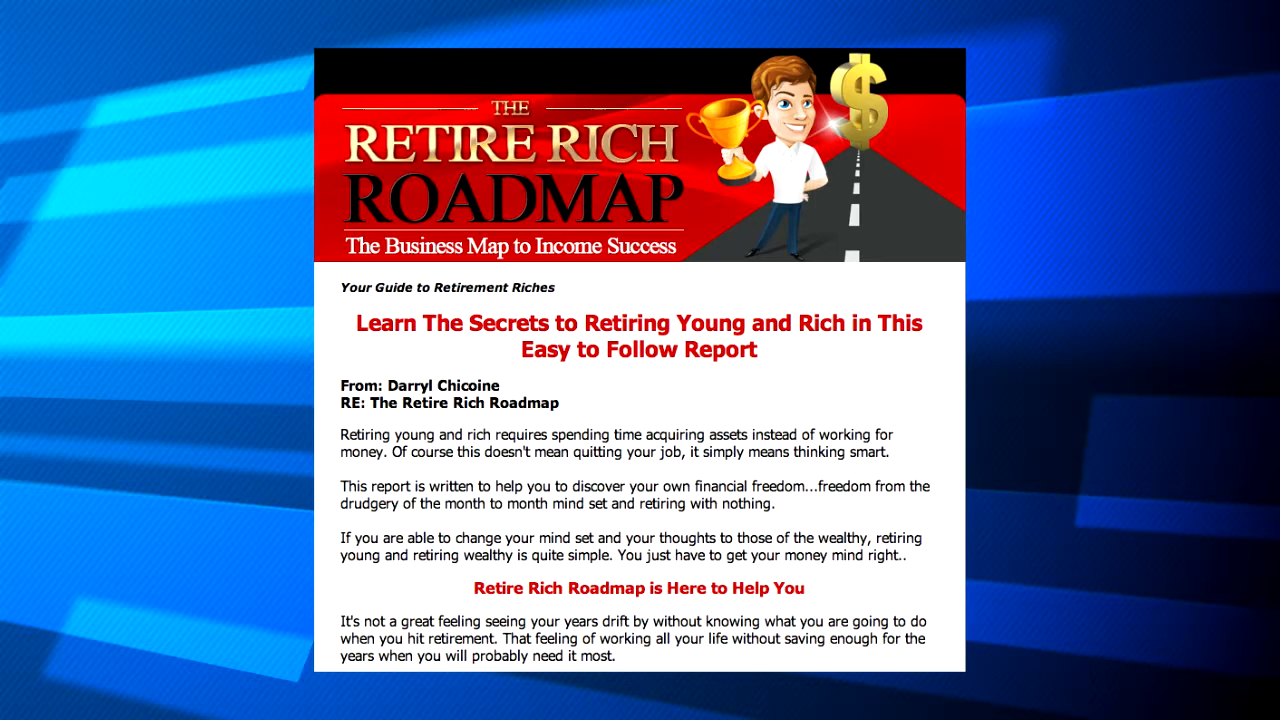 THE
RETIRE RICH
ROADMAP
The Business Map to Income Success
Your Guide to Retirement Riches
Learn The Secrets to Retiring Young and Rich in This
Easy to Follow Report
From: Darryl Chicoine
RE: The Retire Rich Roadmap
Retiring young and rich requires spending time acquiring assets instead of working for
money. Of course this doesn't mean quitting your job, it simply means thinking smart.
This report is written to help you to discover your own financial freedom...freedom from the
drudgery of the month to month mind set and retiring with nothing.
If you are able to change your mind set and your thoughts to those of the wealthy, retiring
young and retiring wealthy is quite simple. You just have to get your money mind right..
Retire Rich Roadmap is Here to Help You
It's not a great feeling seeing your years drift by without knowing what you are going to do
when you hit retirement. That feeling of working all your life without saving enough for the
years when you will probably need it most.